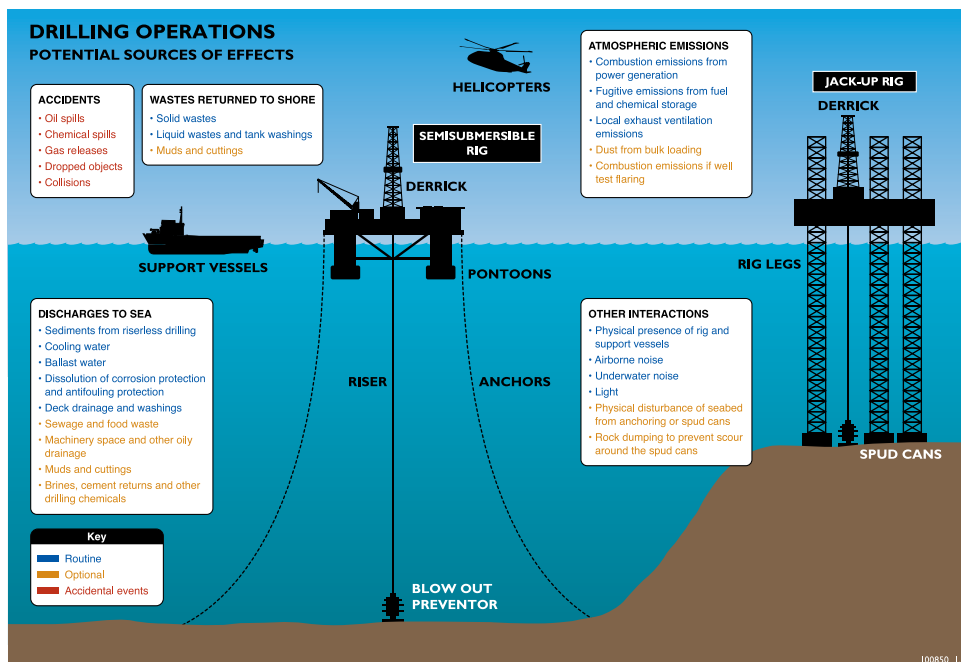 DRILLING OPERATIONS
POTENTIAL SOURCES OF EFFECTS
ACCIDENTS
• Oil spills
• Chemical spills
• Gas releases
• Dropped objects
• Collisions
WASTES RETURNED TO SHORE
• Solid wastes
• Liquid wastes and tank washings
• Muds and cuttings
HELICOPTERS
SEMISUBMERSIBLE
RIG
DERRICK
ATMOSPHERIC EMISSIONS
• Combustion emissions from
power generation
• Fugitive emissions from fuel
and chemical storage
• Local exhaust ventilation
emissions
• Dust from bulk loading
• Combustion emissions if well
test flaring
JACK-UP RIG
DERRICK
SUPPORT VESSELS
PONTOONS
RIG LEGS
DISCHARGES TO SEA
• Sediments from riserless drilling
• Cooling water
• Ballast water
• Dissolution of corrosion protection
and antifouling protection
• Deck drainage and washings
• Sewage and food waste
• Machinery space and other oily
drainage
• Muds and cuttings
• Brines, cement returns and other
drilling chemicals
RISER
ANCHORS
OTHER INTERACTIONS
• Physical presence of rig and
support vessels
• Airborne noise
• Underwater noise
• Light
• Physical disturbance of seabed
from anchoring or spud cans
• Rock dumping to prevent scour
around the spud cans
SPUD CANS
Key
Routine
Optional
Accidental events
BLOW OUT
PREVENTOR